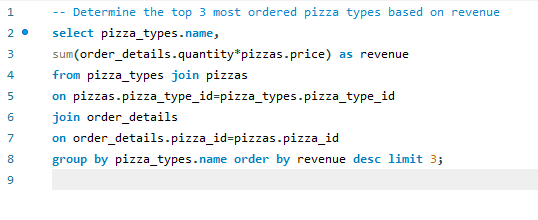 1 -- Determine the top 3 most ordered pizza types based on revenue
2 select pizza_types.name,
3 sum(order_details.quantity*pizzas.price) as revenue
4 from pizza_types join pizzas
5 on pizzas.pizza_type_id=pizza_types.pizza_type_id
6 join order_details
7 on order_details.pizza_id=pizzas.pizza_id
8 group by pizza_types.name order by revenue desc limit 3;
9